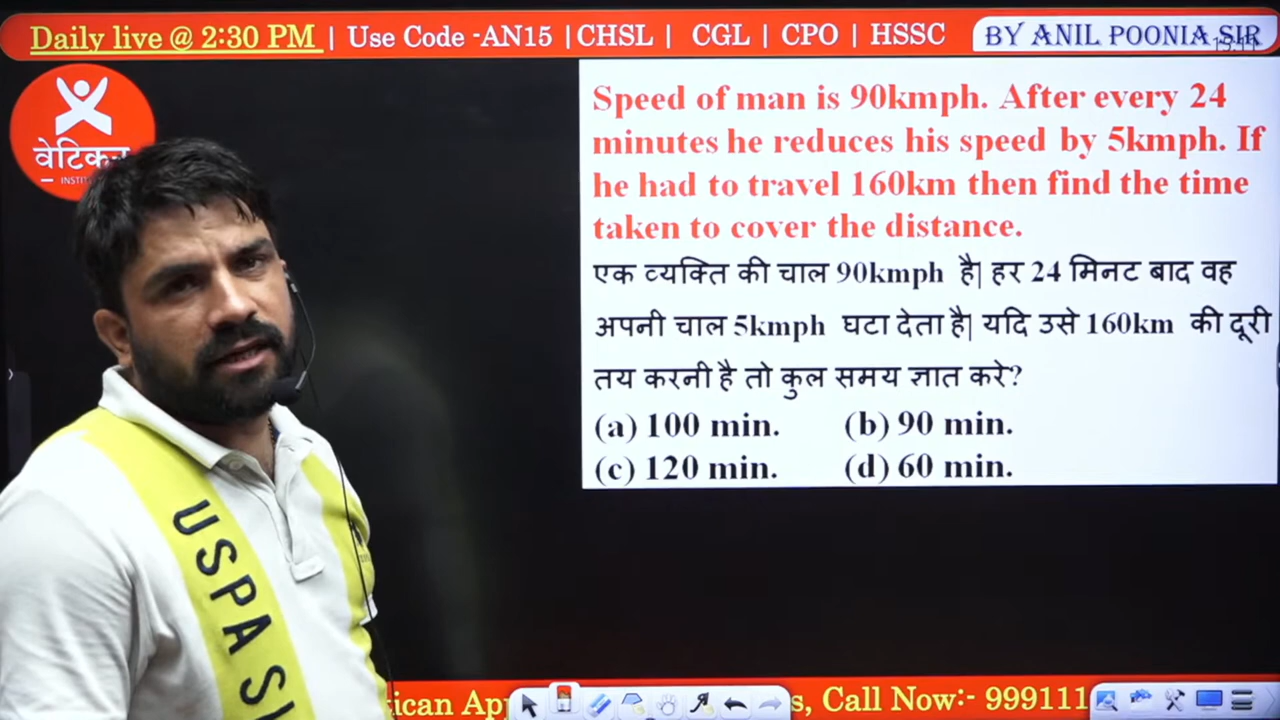 Daily live @ 2:30 PM | Use Code -AN15 |CHSL | CGL | CPO | HSSC
BY ANIL POONIA SIR
वेटिकन
Speed of man is 90kmph. After every 24
minutes he reduces his speed by 5kmph. If
he had to travel 160km then find the time
taken to cover the distance.
एक व्यक्ति की चाल 90kmph है| हर 24 मिनट बाद वह
अपनी चाल 5kmph घटा देता है| यदि उसे 160km की दूरी
तय करनी है तो कुल समय ज्ञात करे?
(a) 100 min. (b) 90 min.
(c) 120 min. (d) 60 min.
USPA
tican Ap
s, Call Now:- 999111